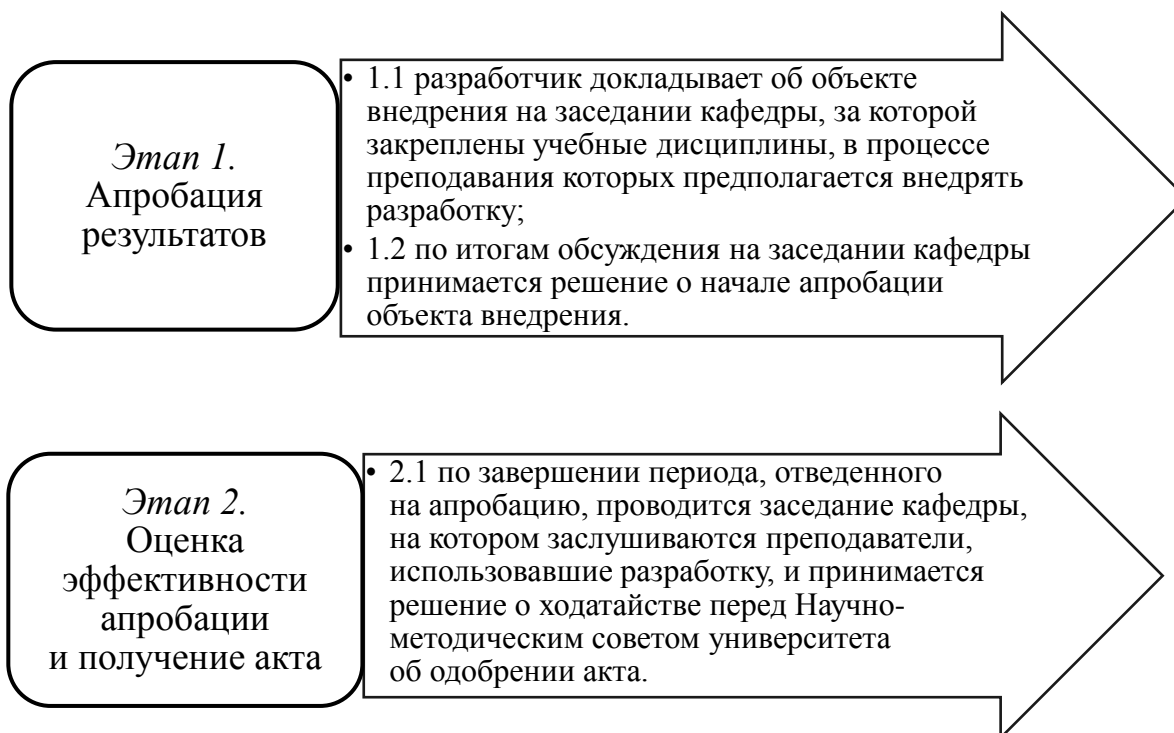 Этап 1.
Апробация
результатов
• 1.1 разработчик докладывает об объекте
внедрения на заседании кафедры, за которой
закреплены учебные дисциплины, в процессе
преподавания которых предполагается внедрять
разработку;
• 1.2 по итогам обсуждения на заседании кафедры
принимается решение о начале апробации
объекта внедрения.
Этап 2.
Оценка
эффективности
апробации
и получение акта
• 2.1 по завершении периода, отведенного
на апробацию, проводится заседание кафедры,
на котором заслушиваются преподаватели,
использовавшие разработку, и принимается
решение о ходатайстве перед Научно-
методическим советом университета
об одобрении акта.